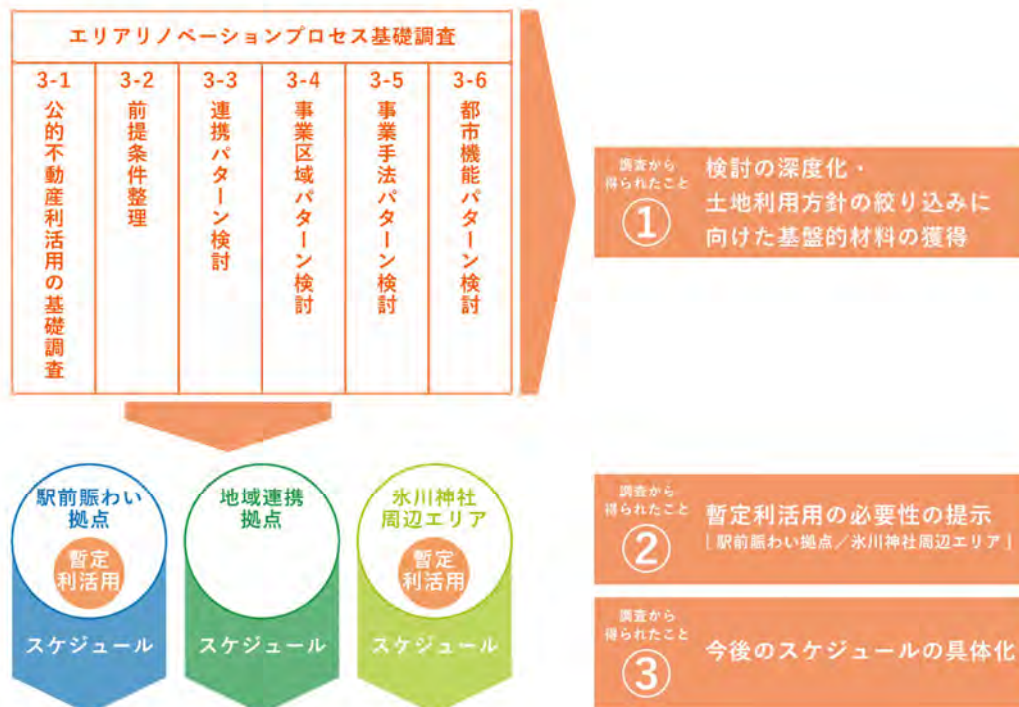 エリアリノベーションプロセス基礎調査
3-1
公的不動産利活用の基礎調査
3-2
前提条件整理
3-3
連携パターン検討
3-4
事業区域パターン検討
3-5
事業手法パターン検討
3-6
都市機能パターン検討
調査から
得られたこと
①
検討の深度化・
土地利用方針の絞り込みに
向けた基盤的材料の獲得
駅前賑わい
拠点
暫定
利活用
スケジュール
地域連携
拠点
スケジュール
氷川神社
周辺エリア
暫定
利活用
スケジュール
調査から
得られたこと
②
暫定利活用の必要性の提示
[駅前賑わい拠点/氷川神社周辺エリア]
調査から
得られたこと
③
今後のスケジュールの具体化